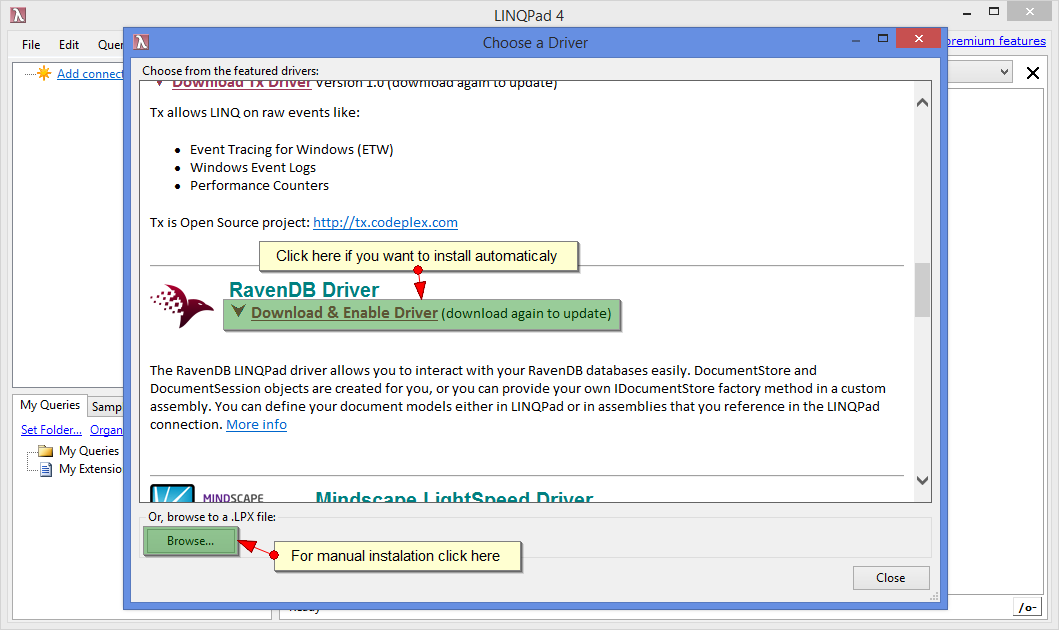 LINQPad 4
File Edit Quer
premium features
Add connect
Choose a Driver
Choose from the featured drivers:
Download Tx Driver Version 1.0 (download again to update)
Tx allows LINQ on raw events like:
Event Tracing for Windows (ETW)
Windows Event Logs
Performance Counters
Tx is Open Source project: http://tx.codeplex.com
Click here if you want to install automaticaly
RavenDB Driver
Download & Enable Driver (download again to update)
The RavenDB LINQPad driver allows you to interact with your RavenDB databases easily. DocumentStore and
DocumentSession objects are created for you, or you can provide your own IDocumentStore factory method in a custom
assembly. You can define your document models either in LINQPad or in assemblies that you reference in the LINQPad
connection. More info
MINDSCAPE
Mindscape LightSpeed Driver
Or, browse to a .LPX file:
Browse...
For manual instalation click here
Close
My Queries Samp
Set Folder... Organ
My Queries
My Extensio
Ready
/o-